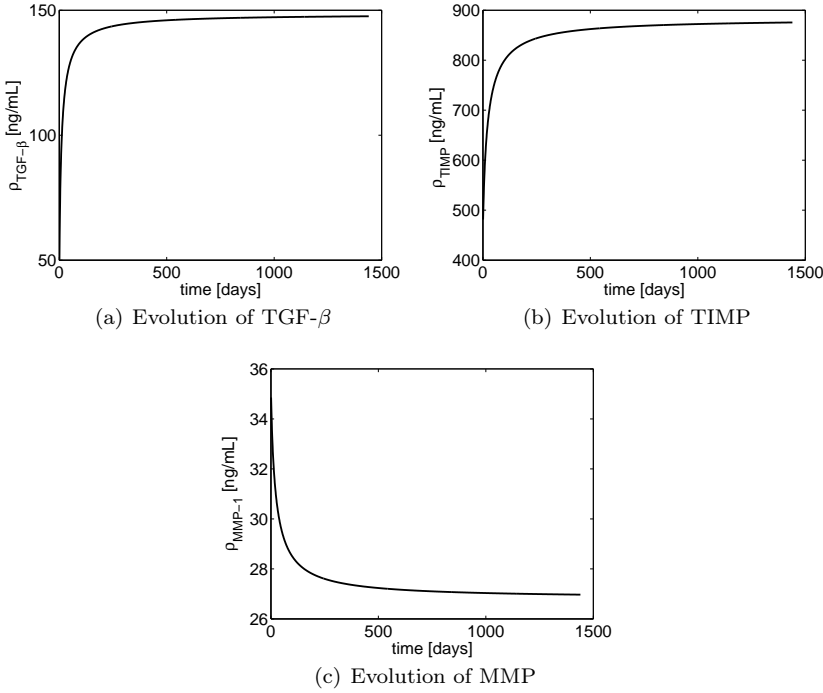 150
100
50
ρTGF−β [ng/mL]
0 500 1000 1500
time [days]
(a) Evolution of TGF-β
900
800
700
600
500
400
ρTIMP [ng/mL]
0 500 1000 1500
time [days]
(b) Evolution of TIMP
36
34
32
30
28
26
ρMMP−1 [ng/mL]
0 500 1000 1500
time [days]
(c) Evolution of MMP